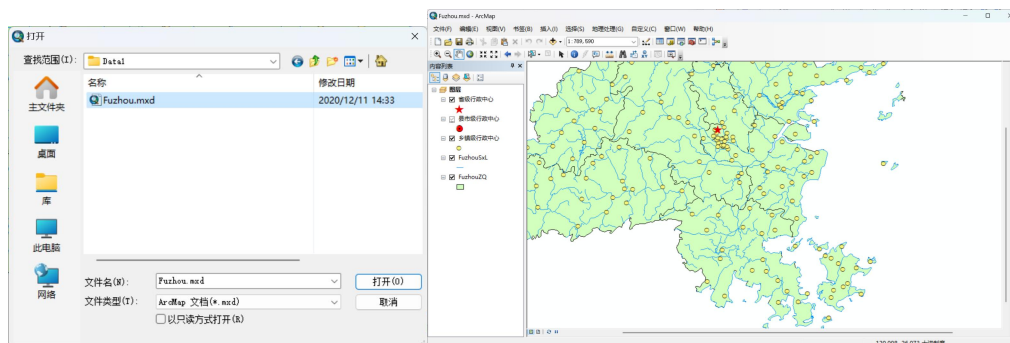 打开
查找范围(I):
Data1
名称
修改日期
Fuzhou.mxd
2020/12/11 14:33
主文件夹
桌面
库
此电脑
网络
文件名(N):
Fuzhou.mxd
打开(O)
文件类型(T):
ArcMap 文档(*.mxd)
取消
以只读方式打开(R)
Fuzhou.mxd - ArcMap
文件(F) 编辑(E) 视图(V) 书签(B) 插入(I) 选择(S) 地理处理(G) 自定义(C) 窗口(W) 帮助(H)
1:789,590
内容列表
图层
省级行政中心
县市级行政中心
乡镇级行政中心
FuzhouSxL
FuzhouZQ